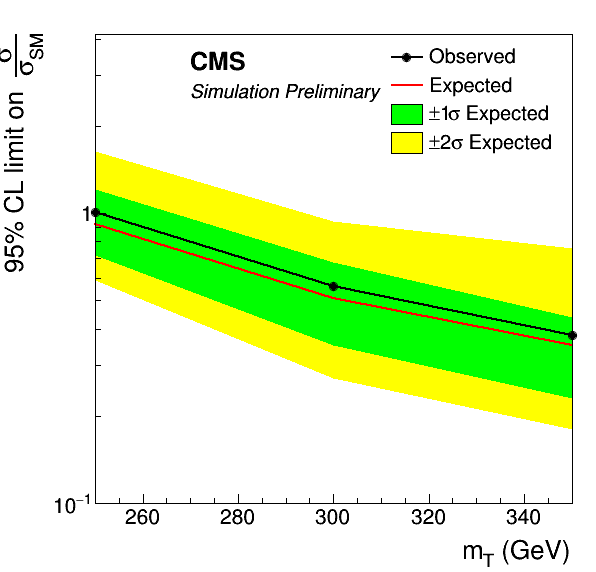 CMS
Simulation Preliminary
Observed
Expected
±1σ Expected
±2σ Expected
95% CL limit on σ/σSM
1
10⁻¹
260 280 300 320 340
mT (GeV)